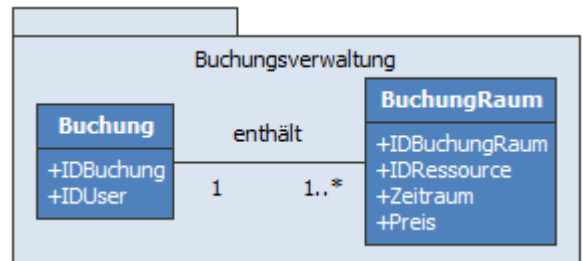 Buchungsverwaltung
Buchung
+IDBuchung
+IDUser
enthält
1
1..*
BuchungRaum
+IDBuchungRaum
+IDRessource
+Zeitraum
+Preis